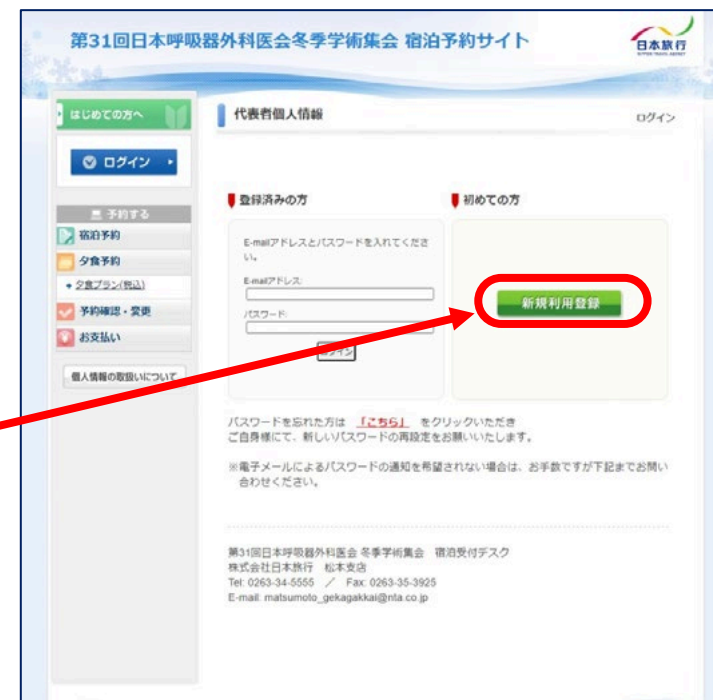 第31回日本呼吸器外科医会冬季学術集会 宿泊予約サイト
日本旅行
はじめての方へ
ログイン
予約する
宿泊予約
夕食予約
夕食プラン(税込)
予約確認・変更
お支払い
個人情報の取扱いについて
代表者個人情報
ログイン
登録済みの方
E-mailアドレスとパスワードを入れてくださ
い。
E-mailアドレス:
パスワード:
ログイン
初めての方
新規利用登録
パスワードを忘れた方は 「こちら」 をクリックいただき
ご自身様にて、新しいパスワードの再設定をお願いいたします。
※電子メールによるパスワードの通知を希望されない場合は、お手数ですが下記までお問い
合わせください。
第31回日本呼吸器外科医会 冬季学術集会 宿泊受付デスク
株式会社日本旅行 松本支店
Tel: 0263-34-5555 ／ Fax: 0263-35-3925
E-mail: matsumoto_gekagakkai@nta.co.jp